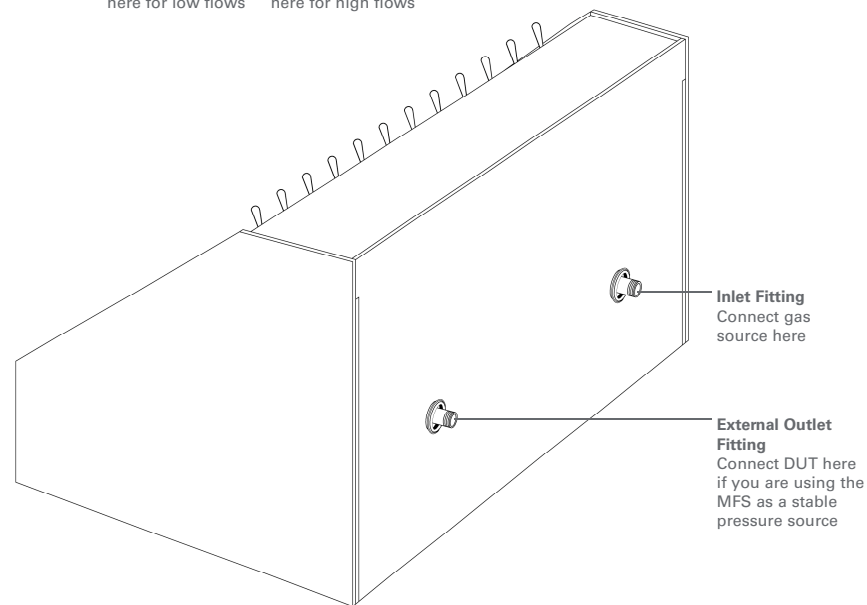 here for low flows here for high flows
Inlet Fitting
Connect gas
source here
External Outlet
Fitting
Connect DUT here
if you are using the
MFS as a stable
pressure source